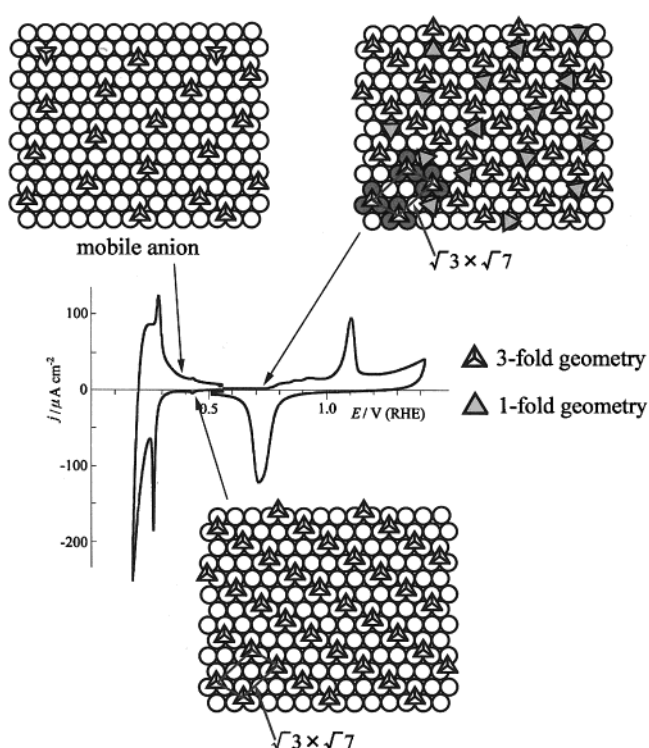 mobile anion
√3×√7
100
0
-100
-200
j/μA cm⁻²
0.5
1.0
E/V (RHE)
3-fold geometry
1-fold geometry
√3×√7